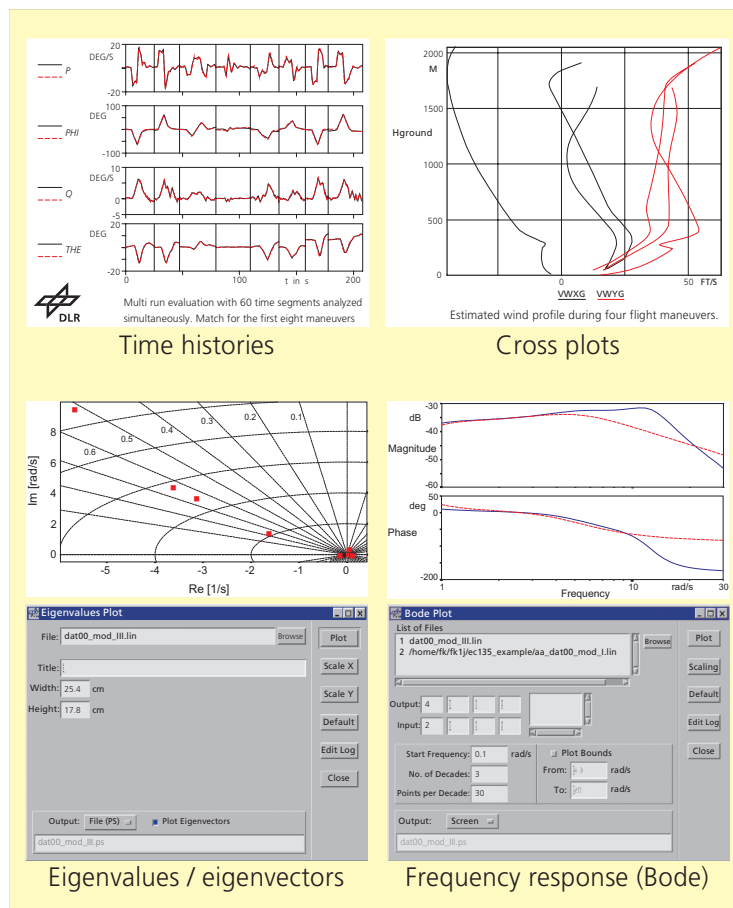 20
DEG/S
P
-20
100
DEG
PHI
-100
10
DEG/S
Q
-5
20
DEG
THE
-20
0 100 t in s 200
DLR
Multi run evaluation with 60 time segments analyzed
simultaneously. Match for the first eight maneuvers
Time histories
2000
M
1500
Hground
1000
500
0
0 50 FT/S
VWXG VWYG
Estimated wind profile during four flight maneuvers.
Cross plots
Im [rad/s]
8
6
4
2
0
0.6 0.5 0.4 0.3 0.2 0.1
-5 -4 -3 -2 -1 0
Re [1/s]
Eigenvalues Plot
File: dat00_mod_III.lin Browse Plot
Title: Scale X
Width: 25.4 cm Scale Y
Height: 17.8 cm
Default
Edit Log
Close
Output: File (PS) Plot Eigenvectors
dat00_mod_III.ps
Eigenvalues / eigenvectors
-30
dB
-40
Magnitude
-50
-60
50
deg
0
Phase
-200
1 10 rad/s 30
Frequency
Bode Plot
List of Files
1 dat00_mod_III.lin Browse Plot
2 /home/fk/fk1j/ec135_example/aa_dat00_mod_I.lin
Scaling
Output: 4 Default
Input: 2 Edit Log
Start Frequency: 0.1 rad/s Plot Bounds Close
No. of Decades: 3 From: rad/s
Points per Decade: 30 To: rad/s
Output: Screen
dat00_mod_III.ps
Frequency response (Bode)